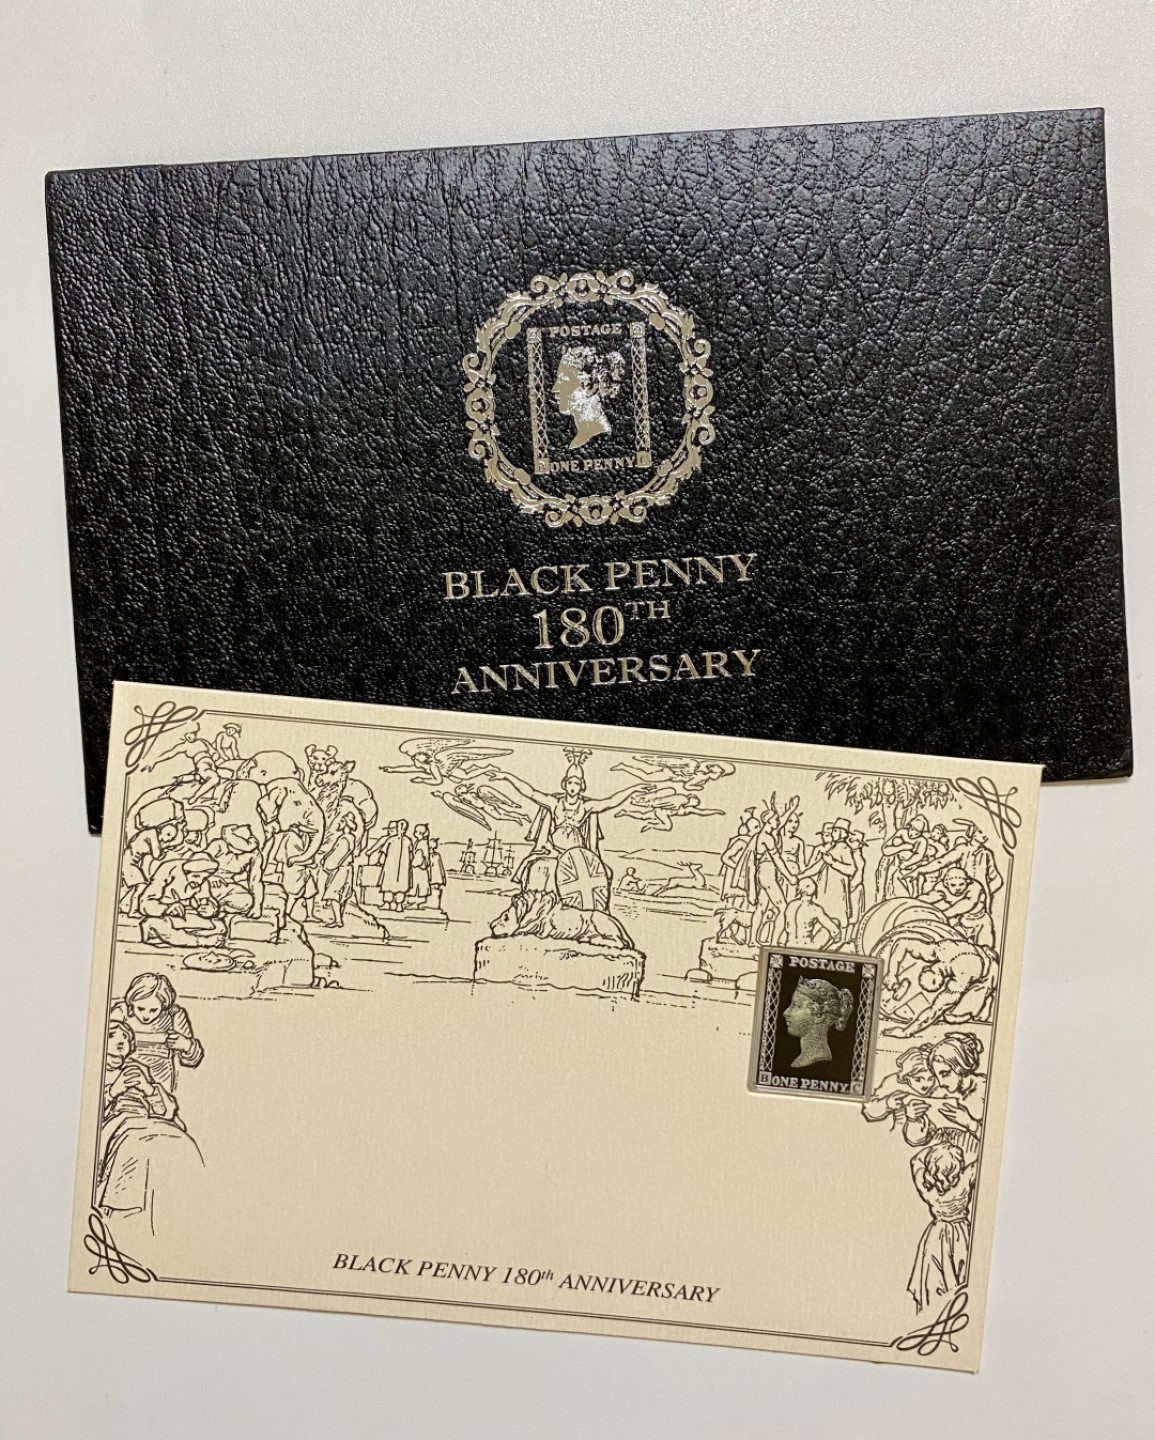 POSTAGE
B ONE PENNY C
BLACK PENNY
180TH
ANNIVERSARY
POSTAGE
B ONE PENNY C
BLACK PENNY 180th ANNIVERSARY